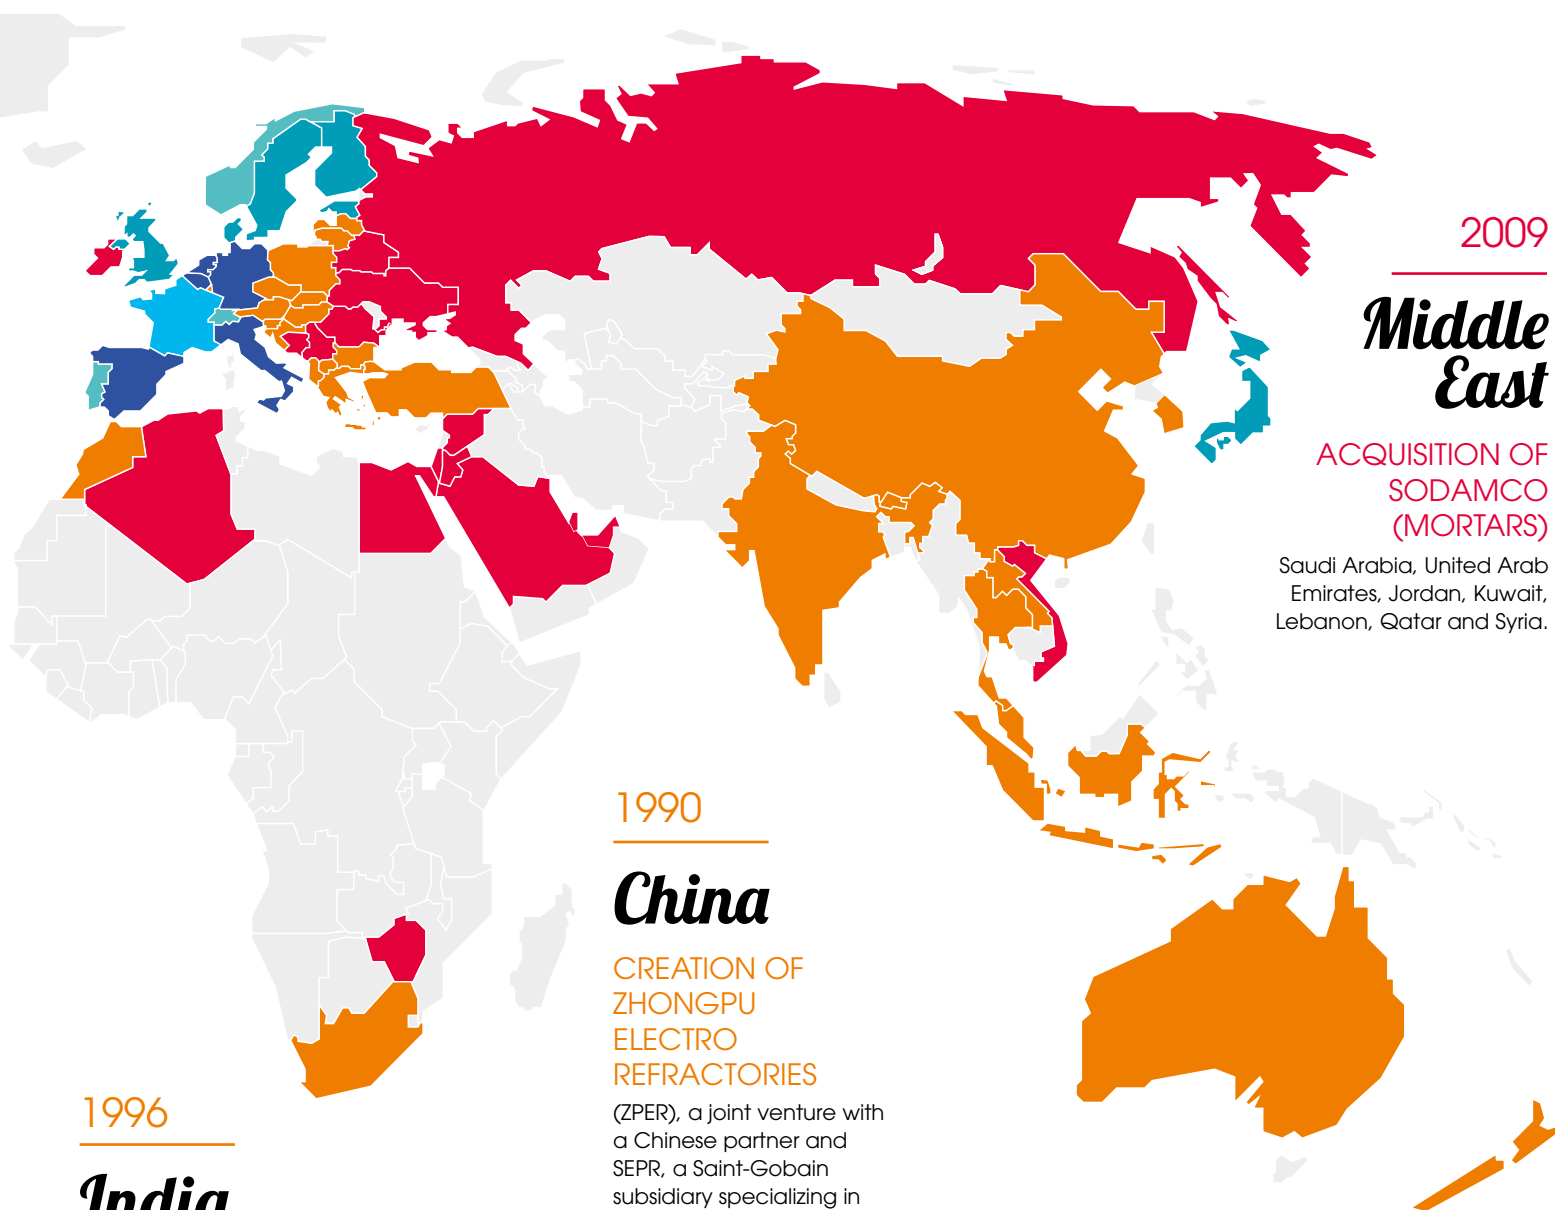 2009
Middle
East
ACQUISITION OF
SODAMCO
(MORTARS)
Saudi Arabia, United Arab
Emirates, Jordan, Kuwait,
Lebanon, Qatar and Syria.
1990
China
CREATION OF
ZHONGPU
ELECTRO
REFRACTORIES
(ZPER), a joint venture with
a Chinese partner and
SEPR, a Saint-Gobain
subsidiary specializing in
1996
India